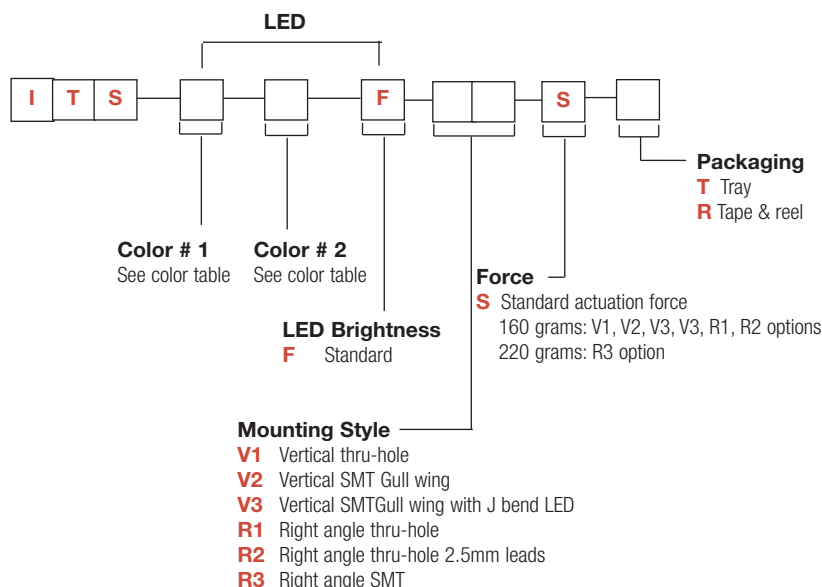 LED
I T S F S
Packaging
T Tray
R Tape & reel
Color # 1
See color table
Color # 2
See color table
Force
S Standard actuation force
160 grams: V1, V2, V3, V3, R1, R2 options
220 grams: R3 option
LED Brightness
F Standard
Mounting Style
V1 Vertical thru-hole
V2 Vertical SMT Gull wing
V3 Vertical SMTGull wing with J bend LED
R1 Right angle thru-hole
R2 Right angle thru-hole 2.5mm leads
R3 Right angle SMT